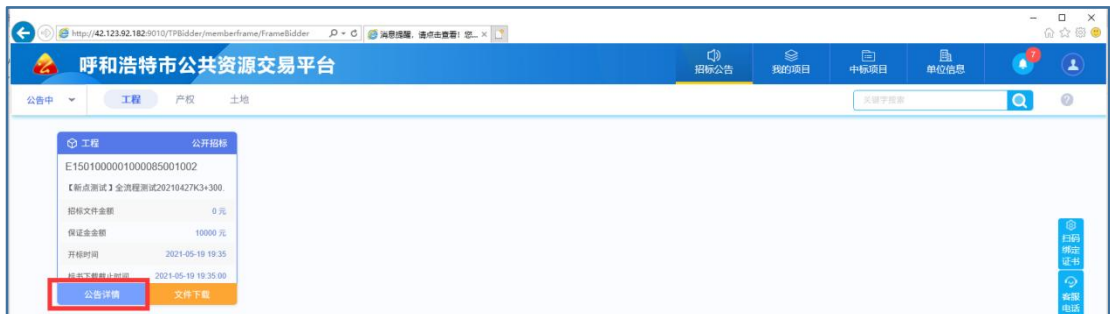 http://42.123.92.182:9010/TPBidder/memberframe/FrameBidder
消息提醒，请点击查看！您...
呼和浩特市公共资源交易平台
招标公告
我的项目
中标项目
单位信息
7
公告中
工程
产权
土地
关键字搜索
工程
公开招标
E1501000001000085001002
【新点测试】全流程测试20210427K3+300.
招标文件金额
0 元
保证金金额
10000 元
开标时间
2021-05-19 19:35
标书下载截止时间
2021-05-19 19:35:00
公告详情
文件下载
扫码
绑定
证书
客服
电话